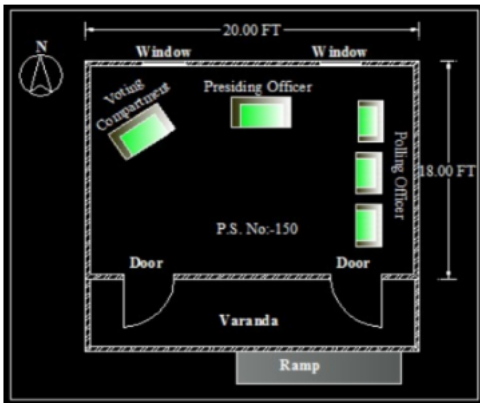 20.00 FT
N
Window
Window
Voting
Compartment
Presiding Officer
Polling Officer
18.00 FT
P.S. No:-150
Door
Door
Varanda
Ramp